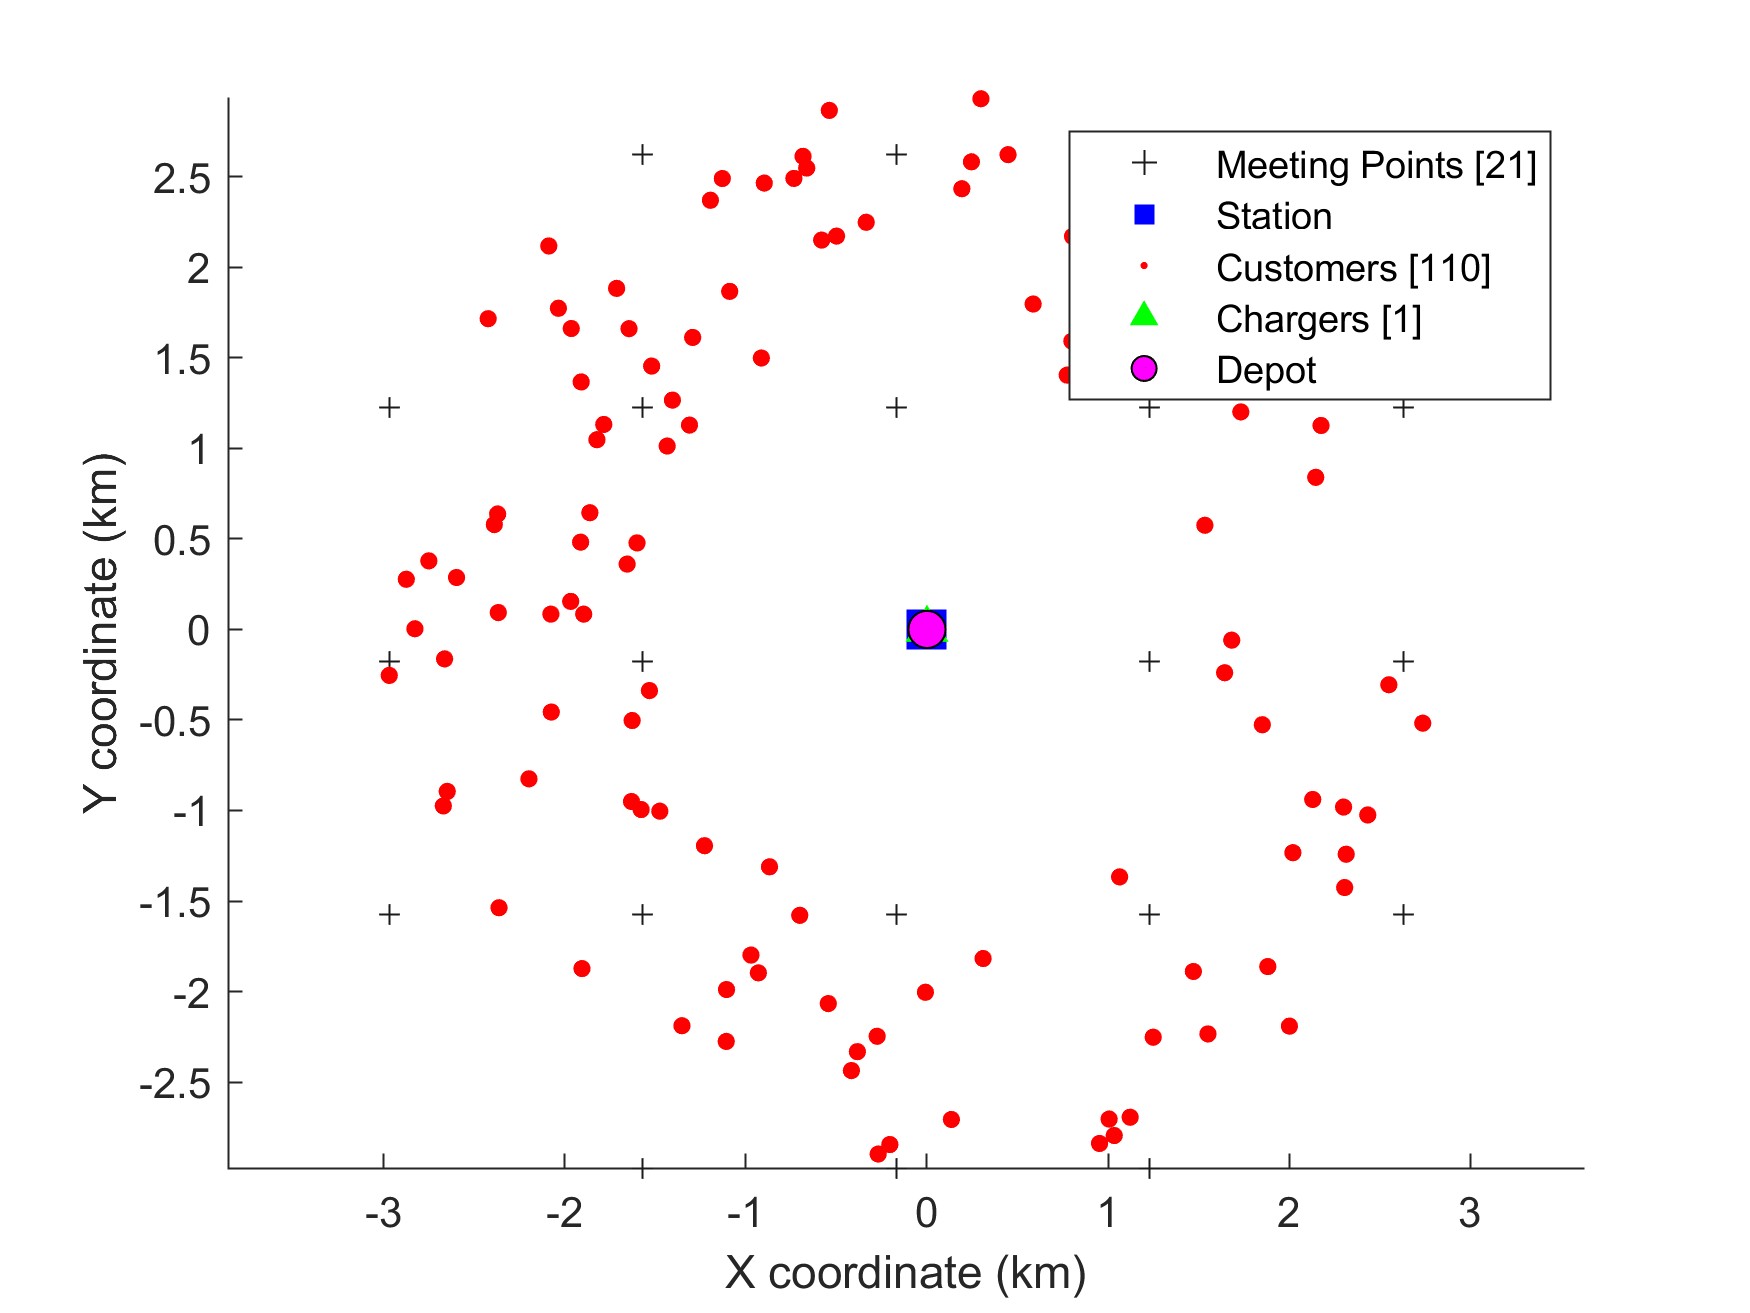 Meeting Points [21]
Station
Customers [110]
Chargers [1]
Depot
2.5
2
1.5
1
0.5
0
-0.5
-1
-1.5
-2
-2.5
Y coordinate (km)
-3 -2 -1 0 1 2 3
X coordinate (km)